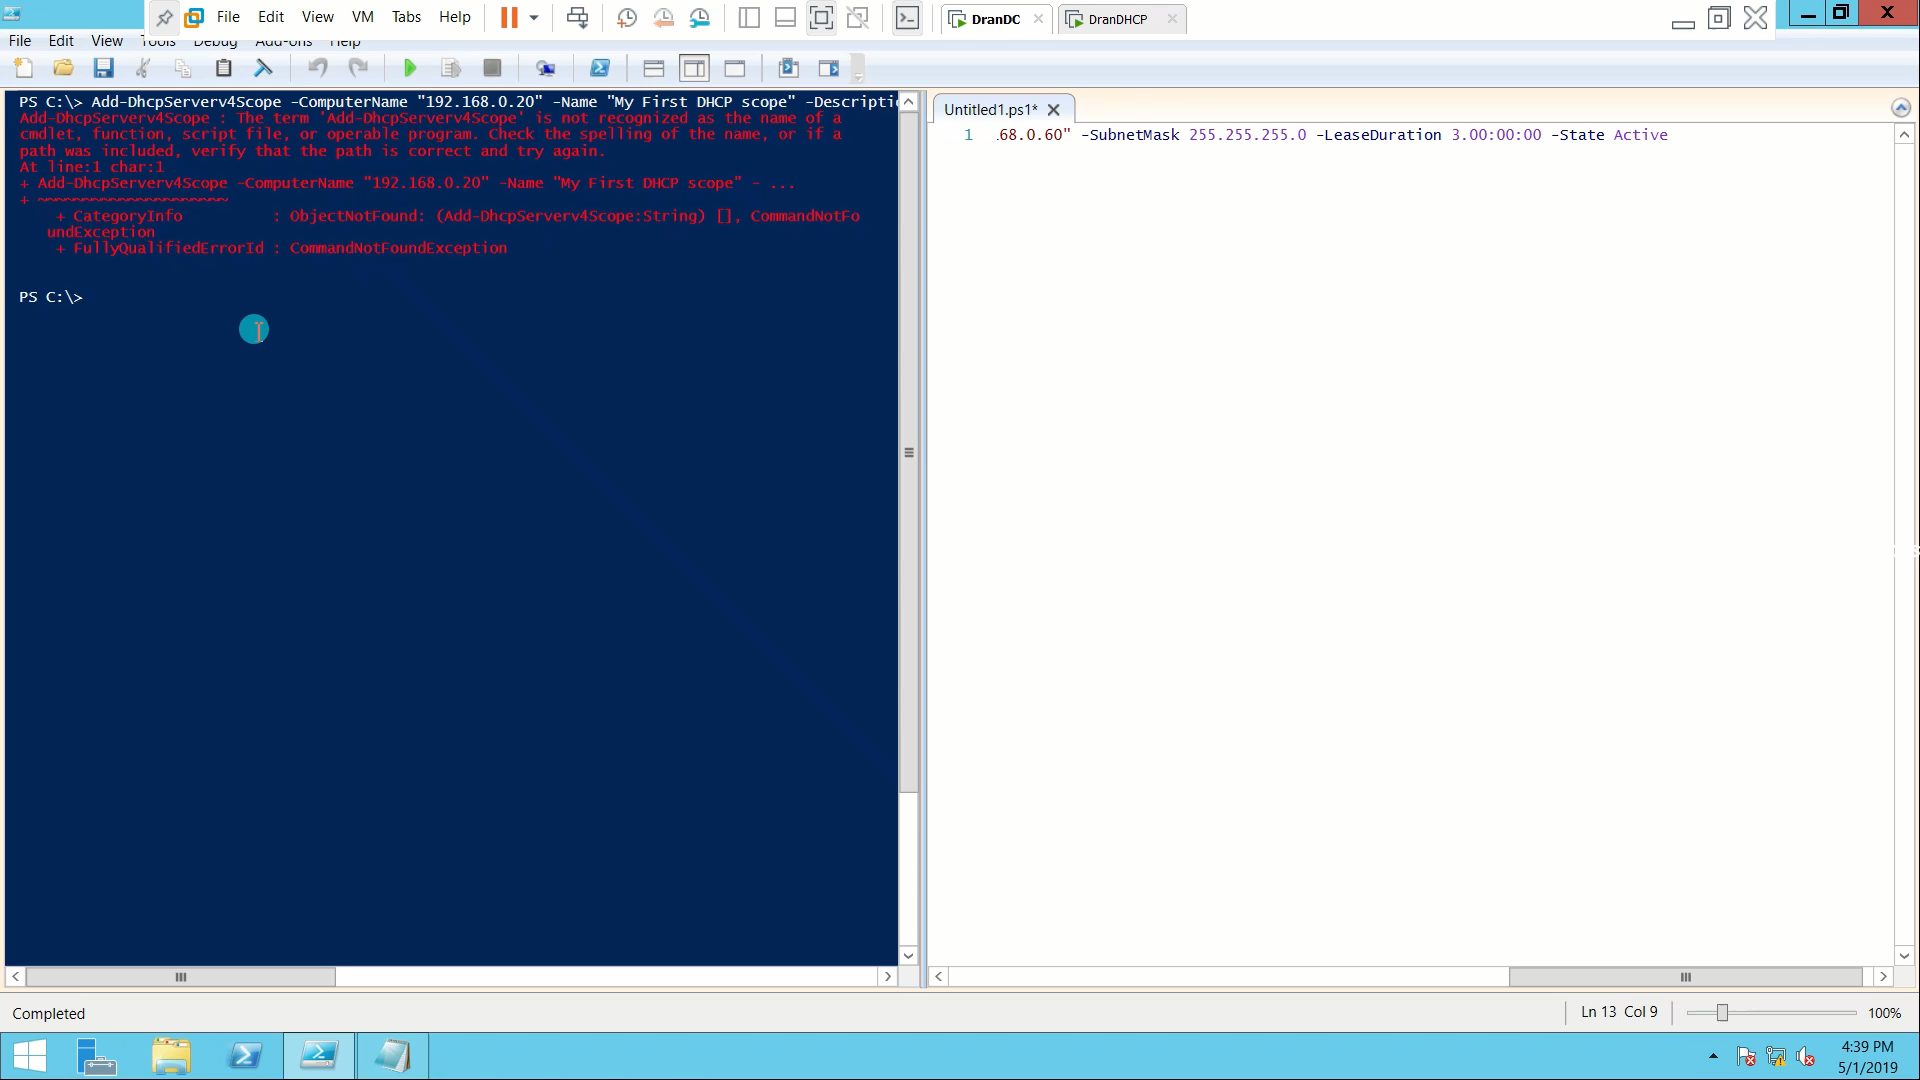 File Edit View VM Tabs Help DranDC DranDHCP
File Edit View Tools Debug Add-ons Help
PS C:\> Add-DhcpServerv4Scope -ComputerName "192.168.0.20" -Name "My First DHCP scope" -Descripti
Add-DhcpServerv4Scope : The term 'Add-DhcpServerv4Scope' is not recognized as the name of a
cmdlet, function, script file, or operable program. Check the spelling of the name, or if a
path was included, verify that the path is correct and try again.
At line:1 char:1
+ Add-DhcpServerv4Scope -ComputerName "192.168.0.20" -Name "My First DHCP scope" - ...
+ ~~~~~~~~~~~~~~~~~~~~~
+ CategoryInfo : ObjectNotFound: (Add-DhcpServerv4Scope:String) [], CommandNotFo
undException
+ FullyQualifiedErrorId : CommandNotFoundException
PS C:\>
Untitled1.ps1*
1 .68.0.60" -SubnetMask 255.255.255.0 -LeaseDuration 3.00:00:00 -State Active
Completed
Ln 13 Col 9
100%
4:39 PM
5/1/2019